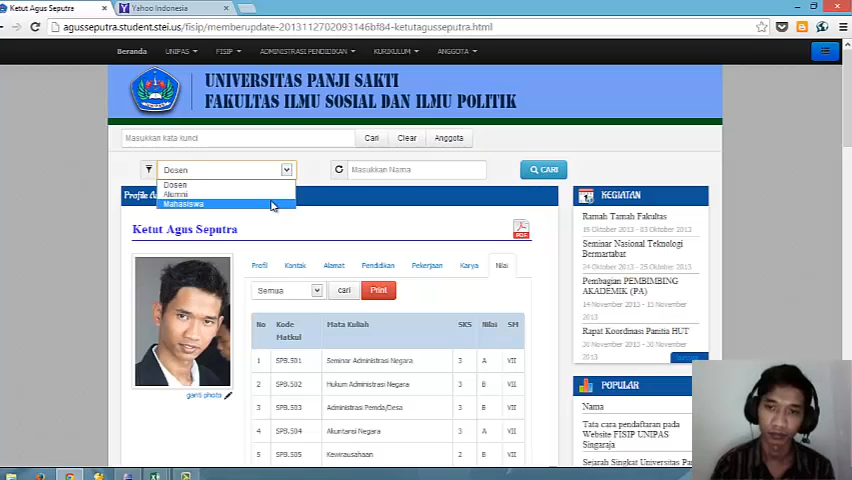 Ketut Agus Seputra
Yahoo Indonesia
agusseputra.student.stei.us/fisip/memberupdate-2013112702093146bf84-ketutagusseputra.html
Beranda UNIPAS FISIP ADMINISTRASI PENDIDIKAN KURIKULUM ANGGOTA
UNIVERSITAS PANJI SAKTI
FAKULTAS ILMU SOSIAL DAN ILMU POLITIK
Masukkan kata kunci Cari Clear Anggota
Dosen Masukkan Nama CARI
Dosen
Alumni
Mahasiswa
Profile
Ketut Agus Seputra
PDF
Profil Kontak Alamat Pendidikan Pekerjaan Karya Nilai
Semua cari Print
No Kode Matkul Mata Kuliah SKS Nilai SM
1 SPB.501 Seminar Administrasi Negara 3 A VII
2 SPB.502 Hukum Administrasi Negara 3 B VII
3 SPB.503 Administrasi Pemda/Desa 3 B VII
4 SPB.504 Akuntansi Negara 3 B VII
5 SPB.505 Kewirausahaan 2 B VII
ganti photo
KEGIATAN
Ramah Tamah Fakultas
19 Oktober 2013 - 03 Oktober 2013
Seminar Nasional Teknologi
Bermartabat
24 Oktober 2013 - 25 Oktober 2013
Pembagian PEMBIMBING
AKADEMIK (PA)
14 November 2013 - 15 November
2013
Rapat Koordinasi Panitia HUT
30 November 2013 - 30 November
2013
POPULAR
Nama
Tata cara pendaftaran pada
Website FISIP UNIPAS
Singaraja
Sejarah Singkat Universitas